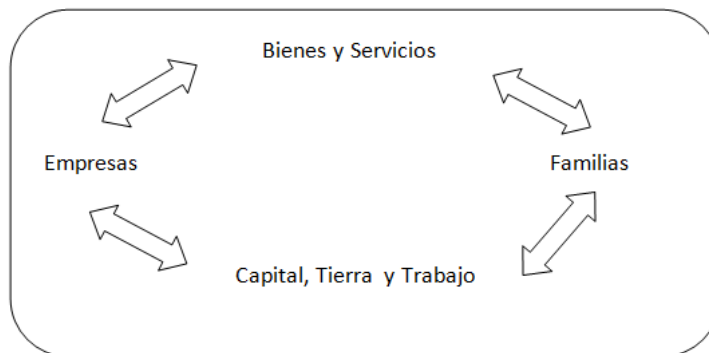 Bienes y Servicios
Empresas
Familias
Capital, Tierra y Trabajo